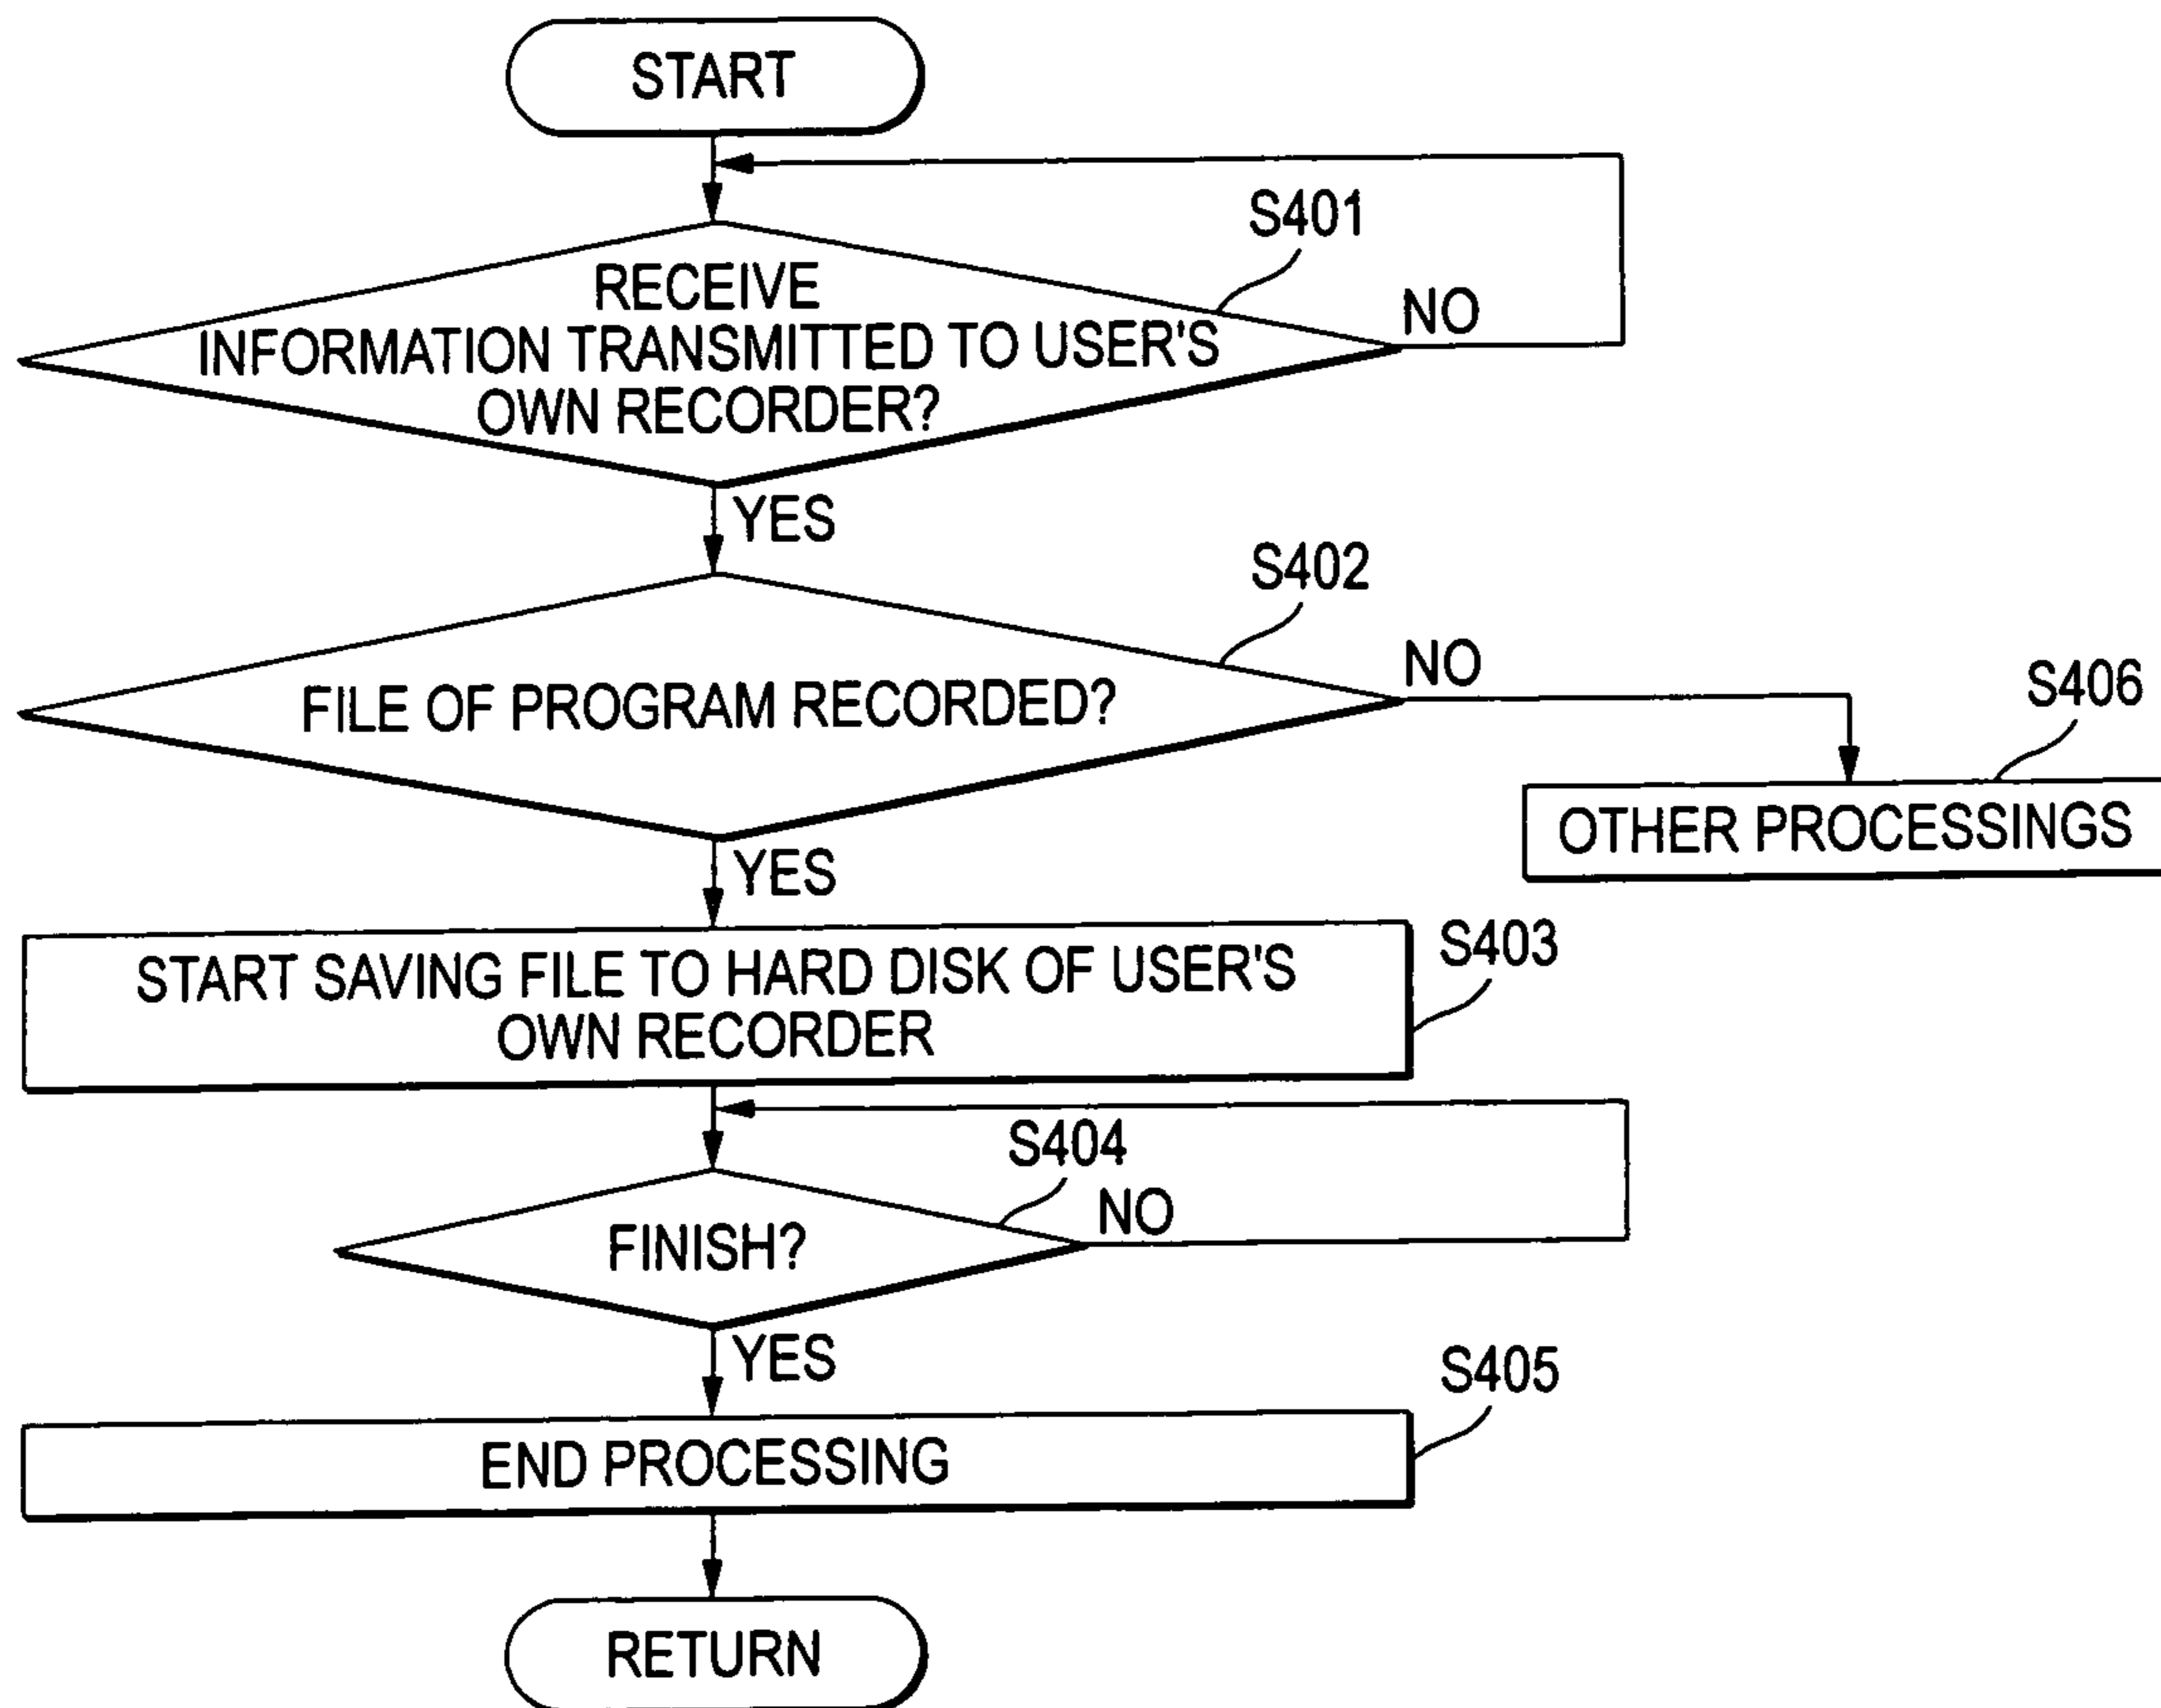 START
S401
RECEIVE
INFORMATION TRANSMITTED TO USER'S
OWN RECORDER?
NO
YES
S402
FILE OF PROGRAM RECORDED?
NO
S406
OTHER PROCESSINGS
YES
S403
START SAVING FILE TO HARD DISK OF USER'S
OWN RECORDER
S404
FINISH?
NO
YES
S405
END PROCESSING
RETURN